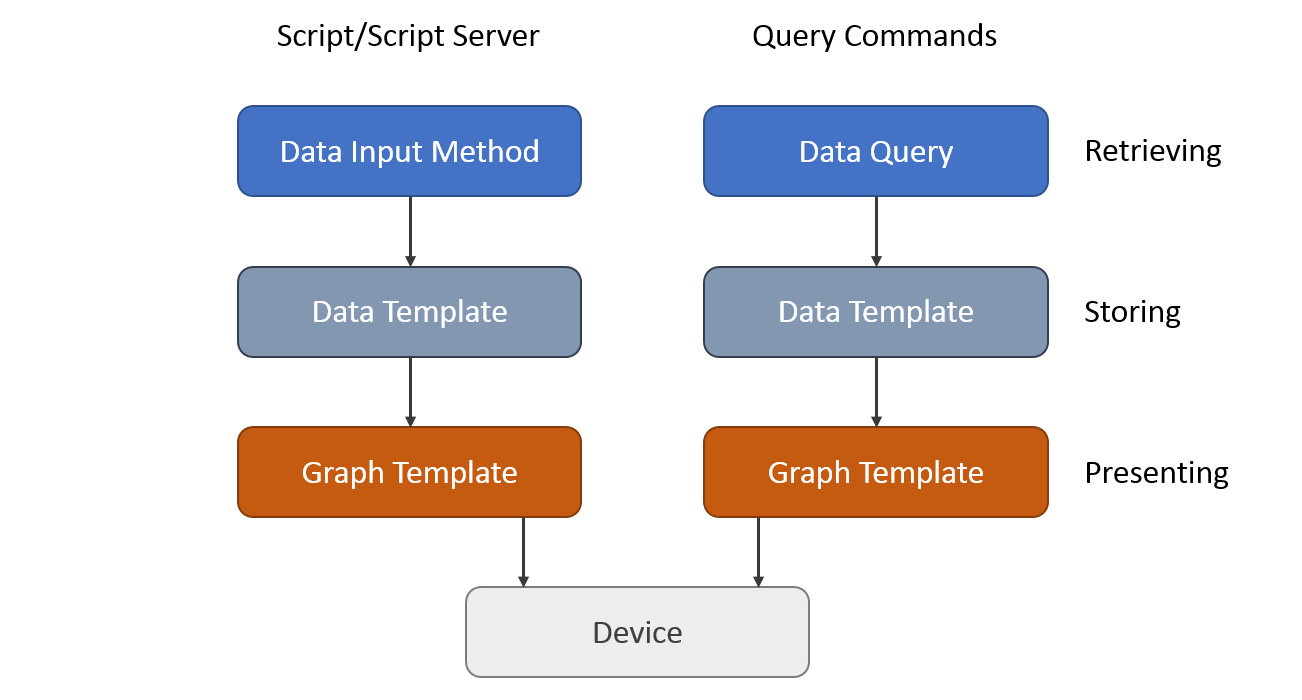 Script/Script Server
Query Commands
Data Input Method
Data Query
Retrieving
Data Template
Data Template
Storing
Graph Template
Graph Template
Presenting
Device